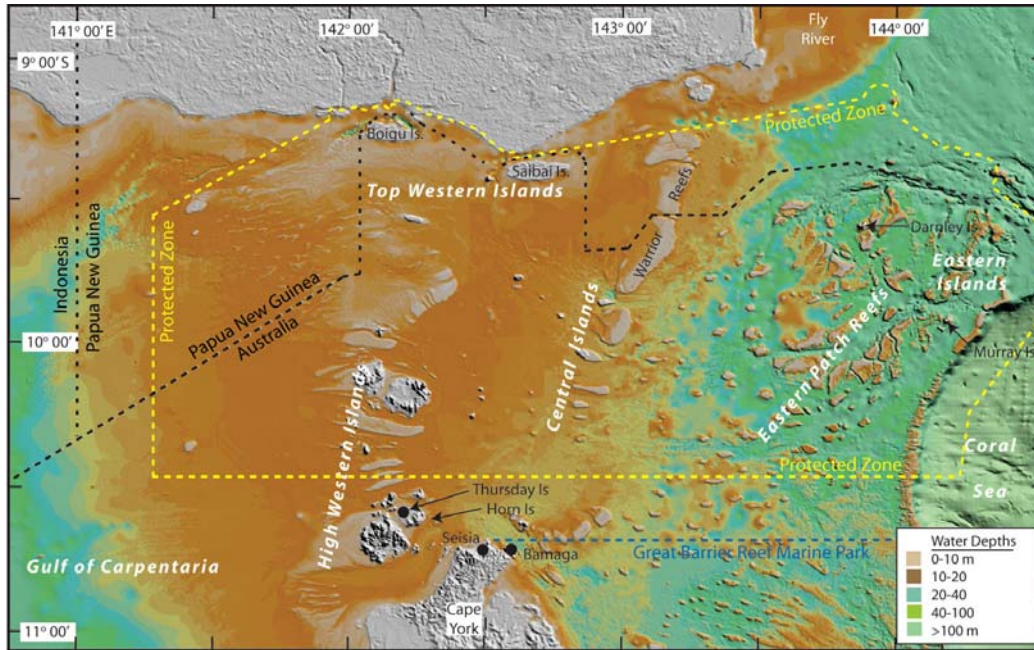 141° 00' E
142° 00'
143° 00'
144° 00'
9° 00' S
Fly
River
Boigu Is.
Saibai Is.
Protected Zone
Top Western Islands
Reefs
Warrior
Darnley Is
Eastern
Islands
Indonesia
Papua New Guinea
Protected Zone
Papua New Guinea
Australia
10° 00'
Central Islands
Eastern Patch Reefs
Murray Is
High Western Islands
Coral
Sea
Protected Zone
Thursday Is
Horn Is
Seisia
Bamaga
Great Barrier Reef Marine Park
Gulf of Carpentaria
Cape
York
11° 00'
Water Depths
0-10 m
10-20
20-40
40-100
>100 m